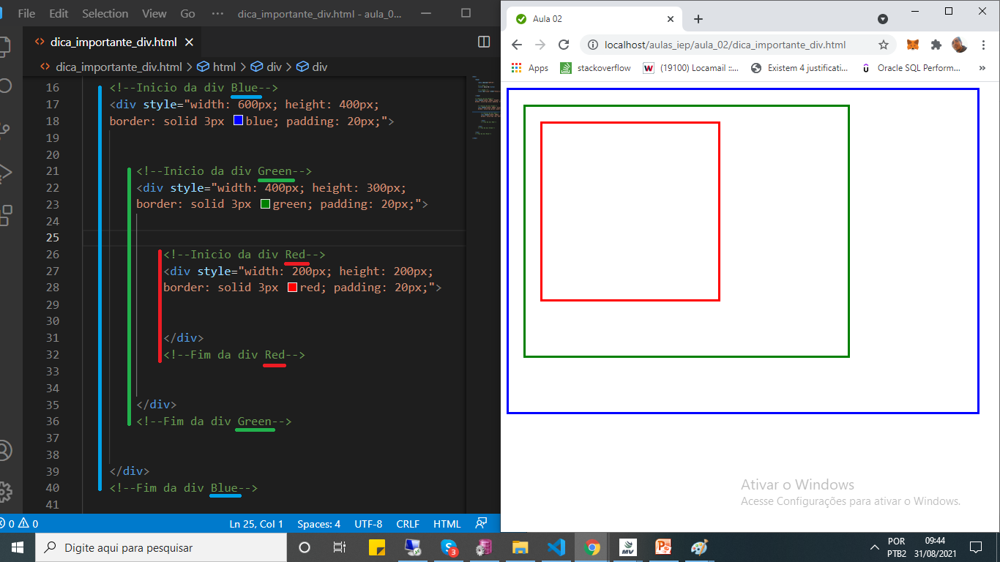 File Edit Selection View Go ··· dica_importante_div.html - aula_0...
dica_importante_div.html
dica_importante_div.html > html > div > div
16 <!--Inicio da div Blue-->
17 <div style="width: 600px; height: 400px;
18 border: solid 3px blue; padding: 20px;">
19
20
21 <!--Inicio da div Green-->
22 <div style="width: 400px; height: 300px;
23 border: solid 3px green; padding: 20px;">
24
25
26 <!--Inicio da div Red-->
27 <div style="width: 200px; height: 200px;
28 border: solid 3px red; padding: 20px;">
29
30
31 </div>
32 <!--Fim da div Red-->
33
34
35 </div>
36 <!--Fim da div Green-->
37
38
39 </div>
40 <!--Fim da div Blue-->
41
0 0 Ln 25, Col 1 Spaces: 4 UTF-8 CRLF HTML
Aula 02
localhost/aulas_iep/aula_02/dica_importante_div.html
Apps stackoverflow (19100) Locamail ::... Existem 4 justificati... Oracle SQL Perform... »
Ativar o Windows
Acesse Configurações para ativar o Windows.
Digite aqui para pesquisar
3
MV
POR
PTB2
09:44
31/08/2021